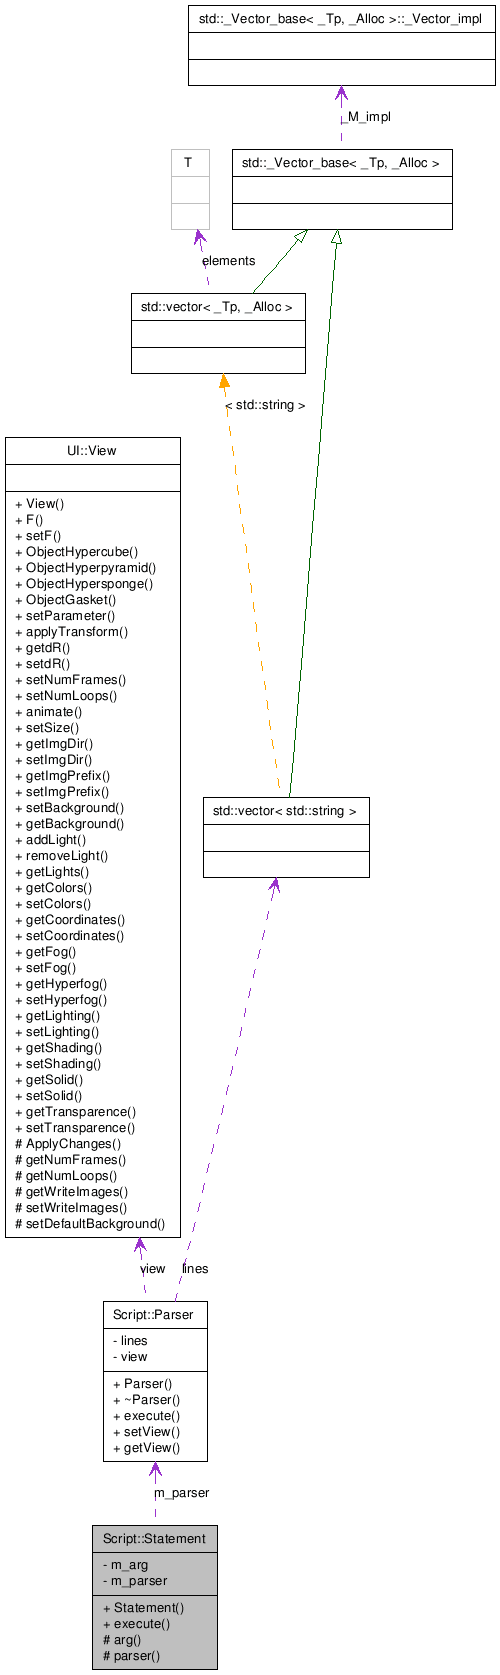 std::_Vector_base< _Tp, _Alloc >::_Vector_impl
_M_impl
T
std::_Vector_base< _Tp, _Alloc >
elements
std::vector< _Tp, _Alloc >
< std::string >
UI::View
+ View()
+ F()
+ setF()
+ ObjectHypercube()
+ ObjectHyperpyramid()
+ ObjectHypersponge()
+ ObjectGasket()
+ setParameter()
+ applyTransform()
+ getdR()
+ setdR()
+ setNumFrames()
+ setNumLoops()
+ animate()
+ setSize()
+ getImgDir()
+ setImgDir()
+ getImgPrefix()
+ setImgPrefix()
+ setBackground()
+ getBackground()
+ addLight()
+ removeLight()
+ getLights()
+ getColors()
+ setColors()
+ getCoordinates()
+ setCoordinates()
+ getFog()
+ setFog()
+ getHyperfog()
+ setHyperfog()
+ getLighting()
+ setLighting()
+ getShading()
+ setShading()
+ getSolid()
+ setSolid()
+ getTransparence()
+ setTransparence()
# ApplyChanges()
# getNumFrames()
# getNumLoops()
# getWriteImages()
# setWriteImages()
# setDefaultBackground()
std::vector< std::string >
view
lines
Script::Parser
- lines
- view
+ Parser()
+ ~Parser()
+ execute()
+ setView()
+ getView()
m_parser
Script::Statement
- m_arg
- m_parser
+ Statement()
+ execute()
# arg()
# parser()